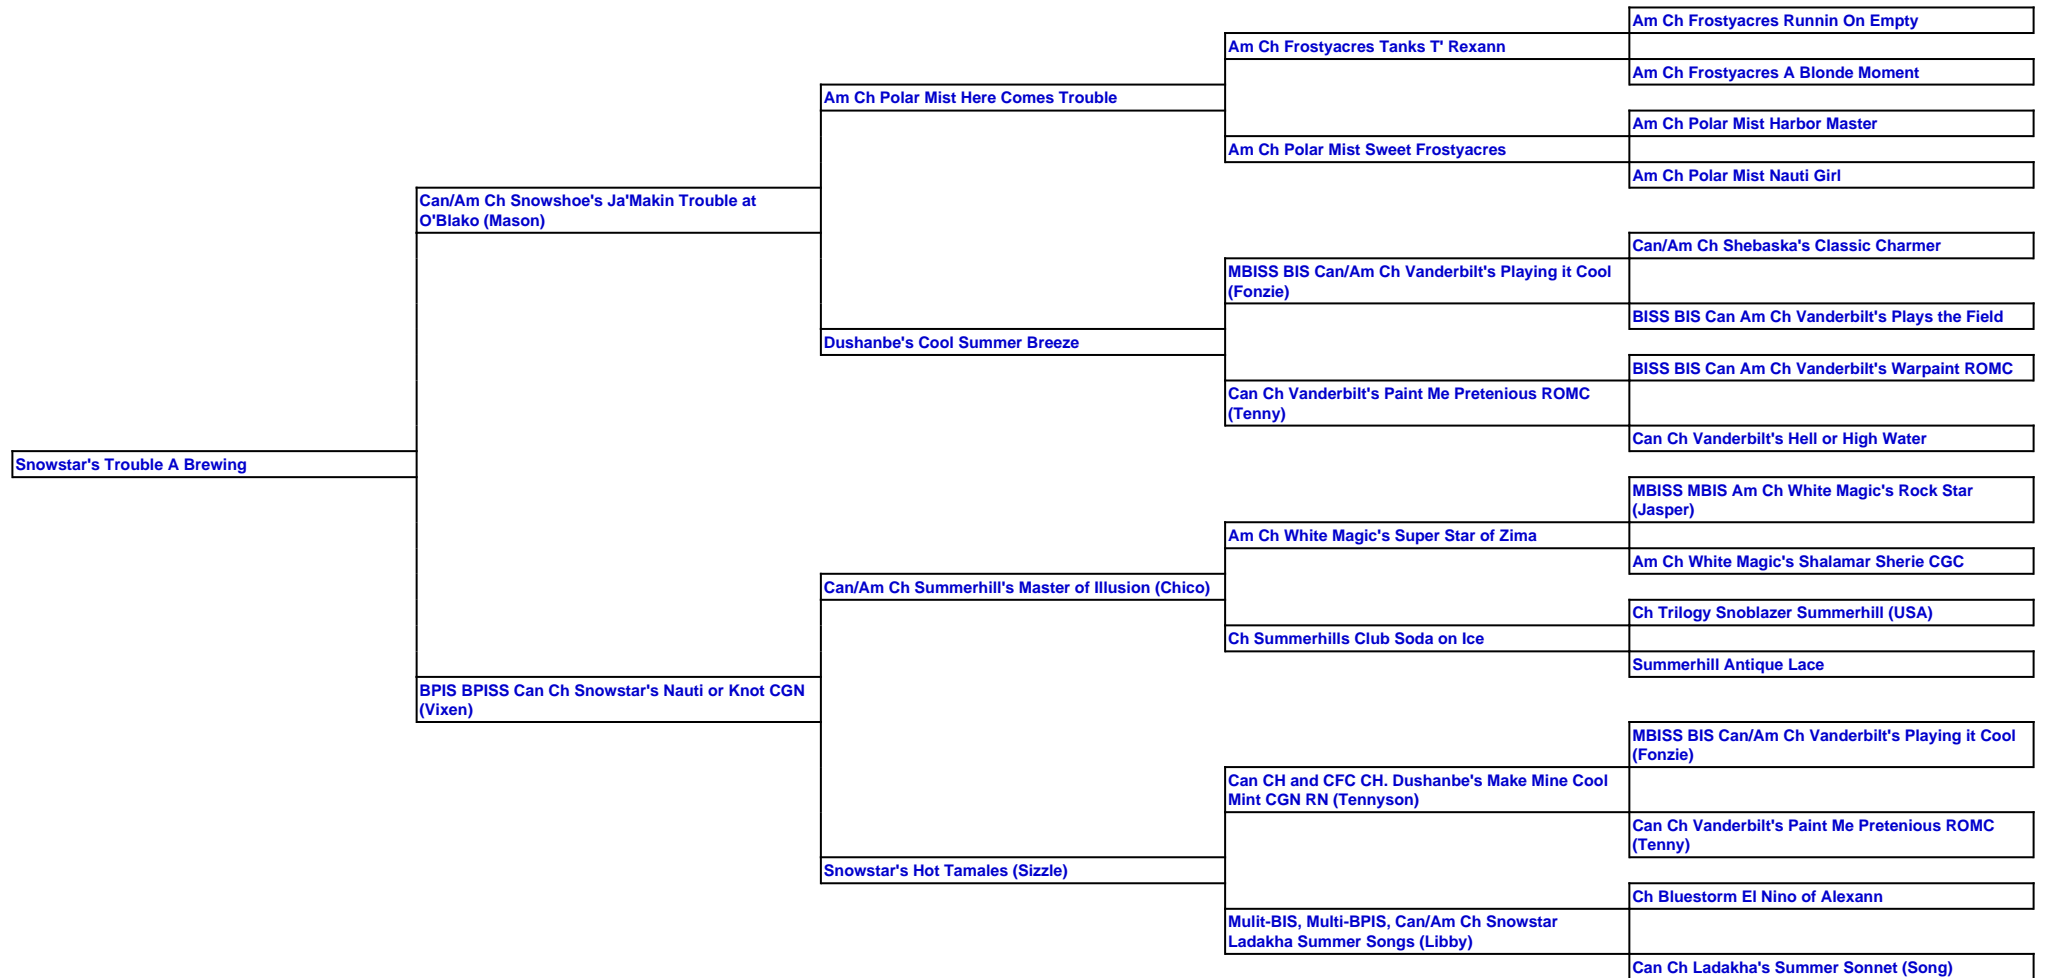 Am Ch Frostyacres Runnin On Empty
Am Ch Frostyacres Tanks T' Rexann
Am Ch Frostyacres A Blonde Moment
Am Ch Polar Mist Here Comes Trouble
Am Ch Polar Mist Harbor Master
Am Ch Polar Mist Sweet Frostyacres
Am Ch Polar Mist Nauti Girl
Can/Am Ch Snowshoe's Ja'Makin Trouble at
O'Blako (Mason)
Can/Am Ch Shebaska's Classic Charmer
MBISS BIS Can/Am Ch Vanderbilt's Playing it Cool
(Fonzie)
BISS BIS Can Am Ch Vanderbilt's Plays the Field
Dushanbe's Cool Summer Breeze
BISS BIS Can Am Ch Vanderbilt's Warpaint ROMC
Can Ch Vanderbilt's Paint Me Pretenious ROMC
(Tenny)
Can Ch Vanderbilt's Hell or High Water
Snowstar's Trouble A Brewing
MBISS MBIS Am Ch White Magic's Rock Star
(Jasper)
Am Ch White Magic's Super Star of Zima
Am Ch White Magic's Shalamar Sherie CGC
Can/Am Ch Summerhill's Master of Illusion (Chico)
Ch Trilogy Snoblazer Summerhill (USA)
Ch Summerhills Club Soda on Ice
Summerhill Antique Lace
BPIS BPISS Can Ch Snowstar's Nauti or Knot CGN
(Vixen)
MBISS BIS Can/Am Ch Vanderbilt's Playing it Cool
(Fonzie)
Can CH and CFC CH. Dushanbe's Make Mine Cool
Mint CGN RN (Tennyson)
Can Ch Vanderbilt's Paint Me Pretenious ROMC
(Tenny)
Snowstar's Hot Tamales (Sizzle)
Ch Bluestorm El Nino of Alexann
Mulit-BIS, Multi-BPIS, Can/Am Ch Snowstar
Ladakha Summer Songs (Libby)
Can Ch Ladakha's Summer Sonnet (Song)